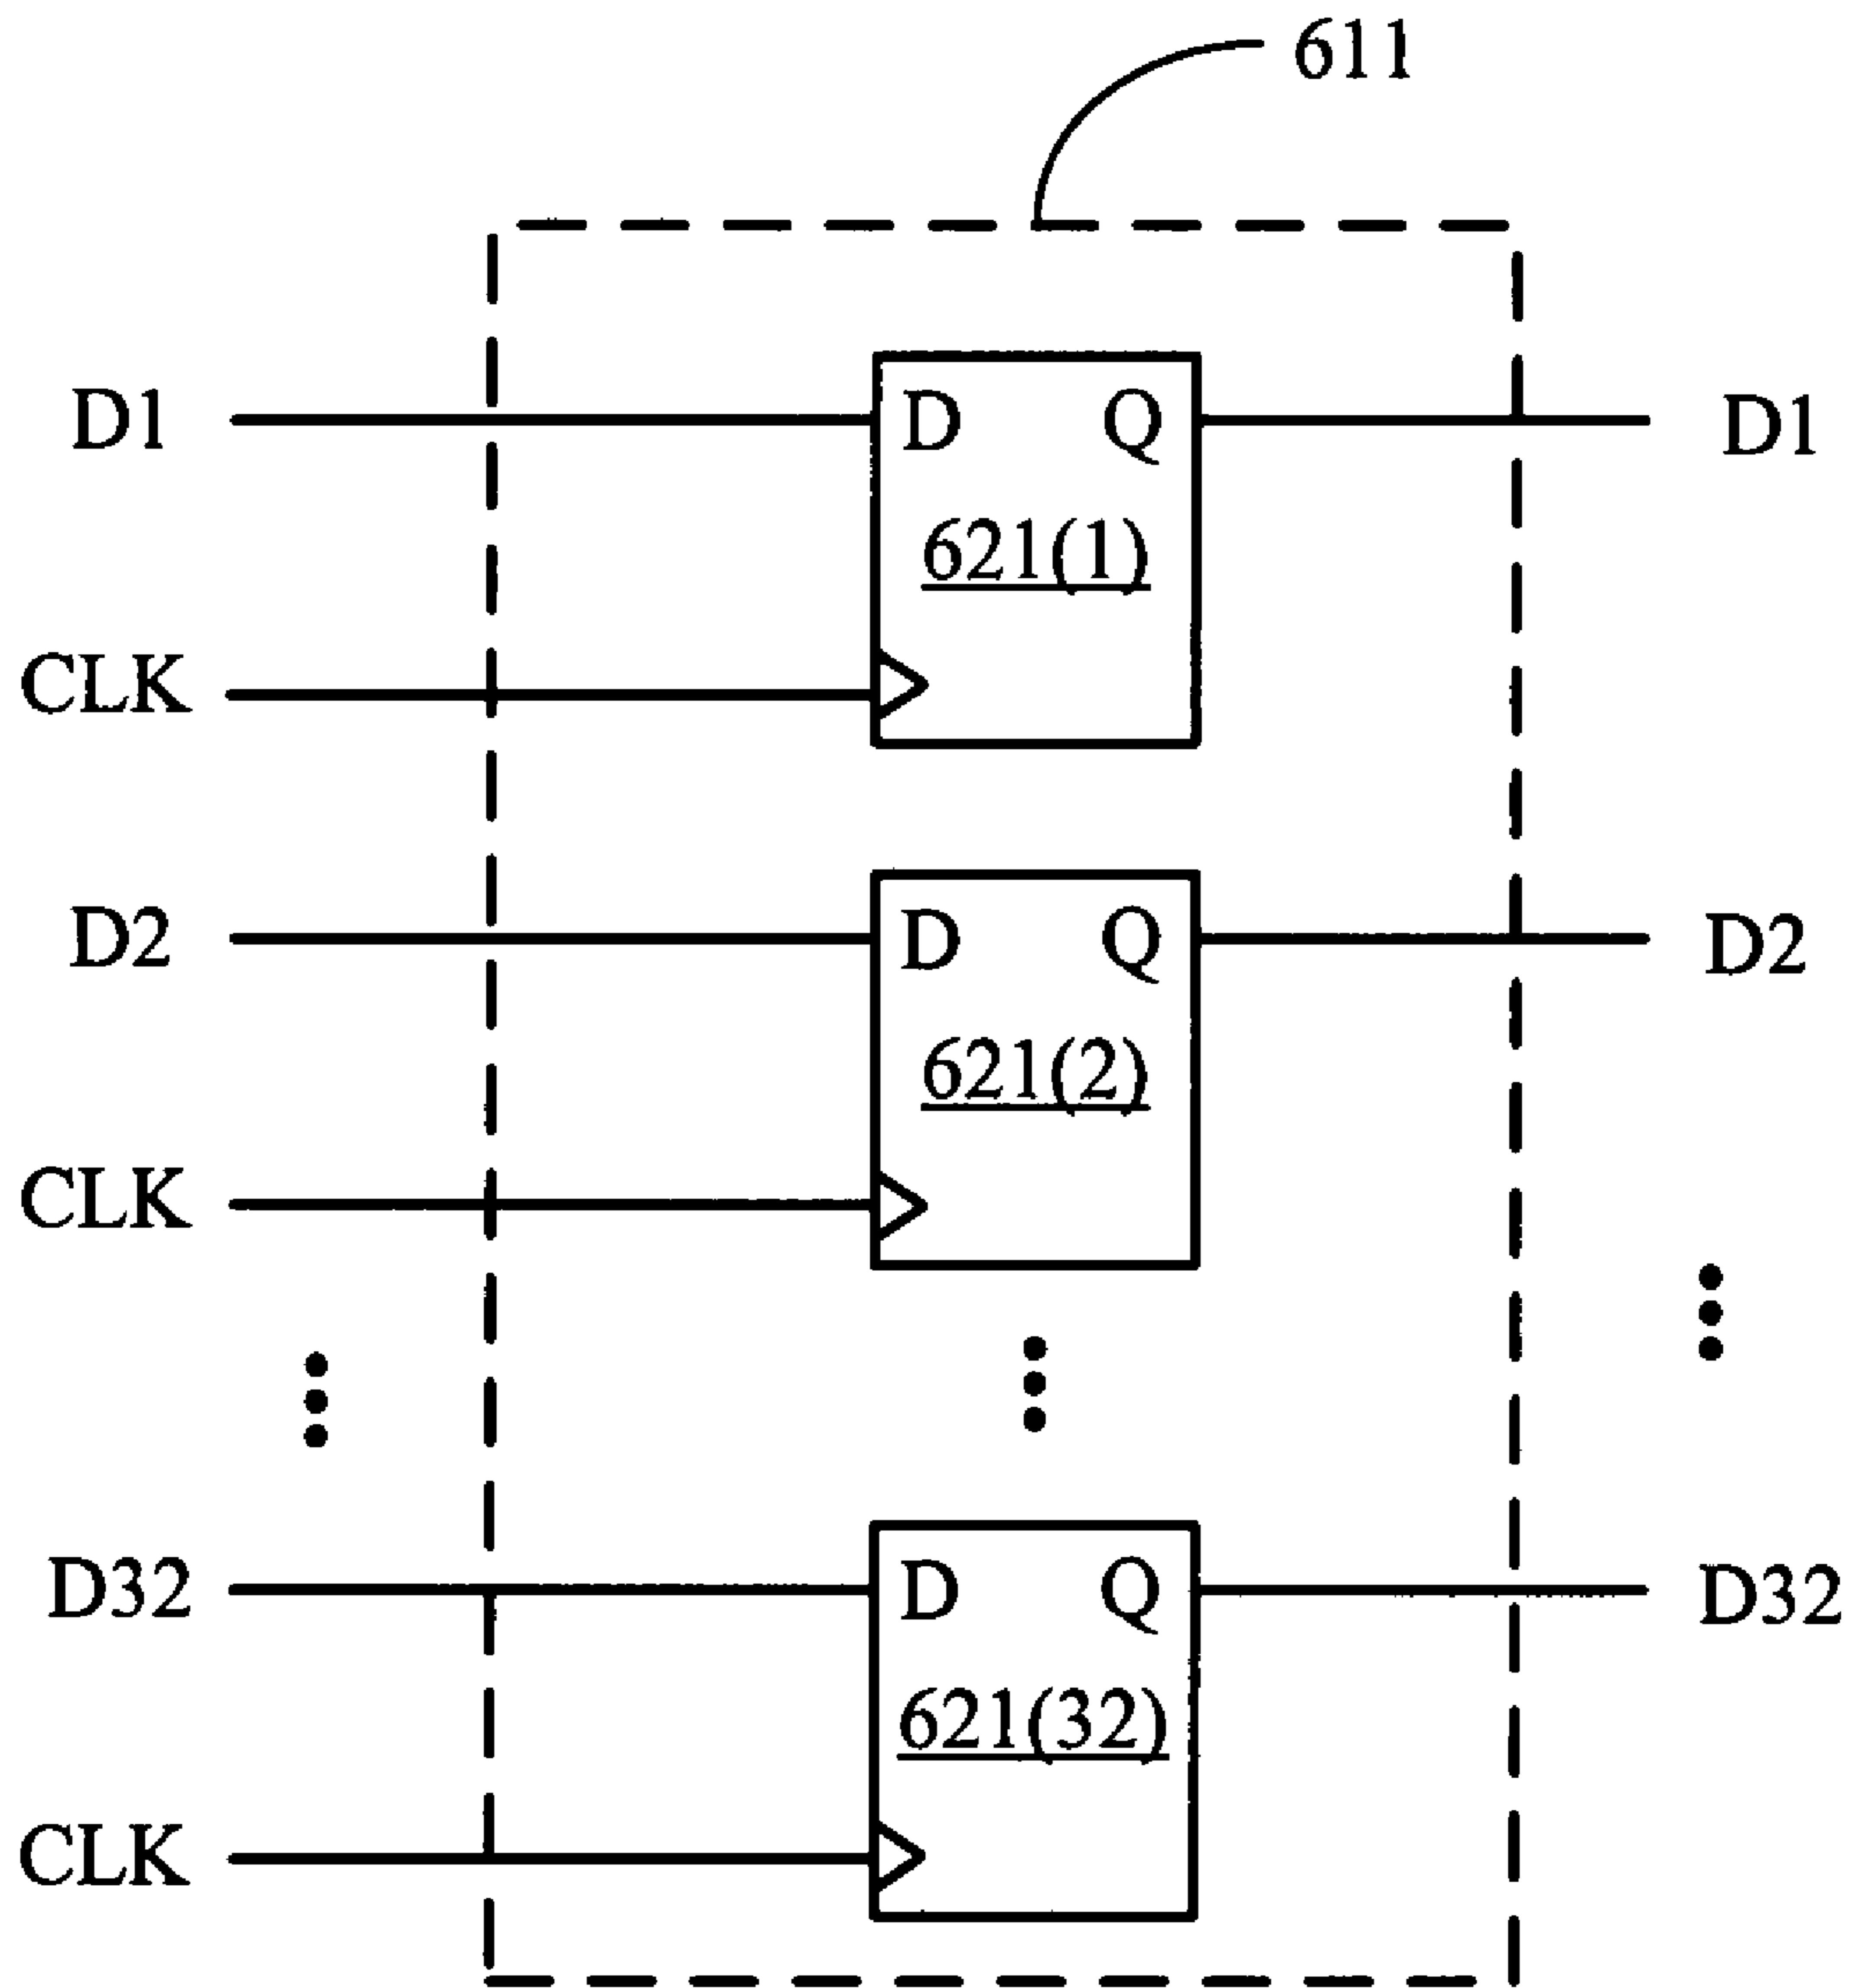 611
D1 D Q D1
621(1)
CLK
D2 D Q D2
621(2)
CLK
D32 D Q D32
621(32)
CLK